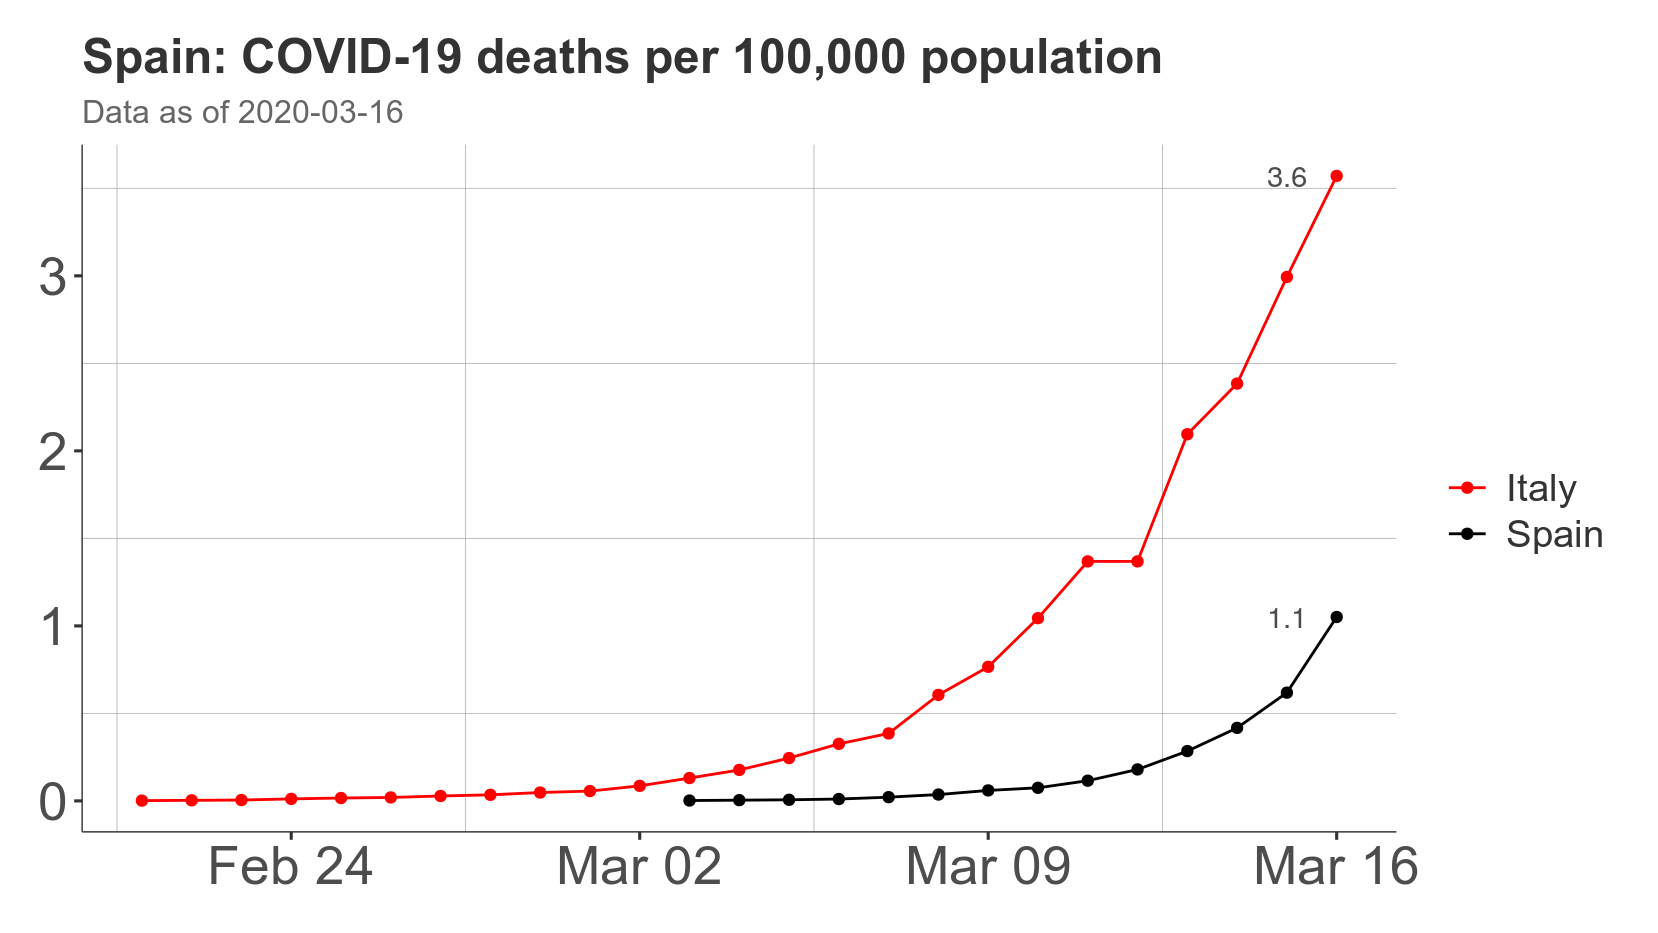 Spain: COVID-19 deaths per 100,000 population
Data as of 2020-03-16
3.6
3
2
Italy
Spain
1.1
1
0
Feb 24 Mar 02 Mar 09 Mar 16